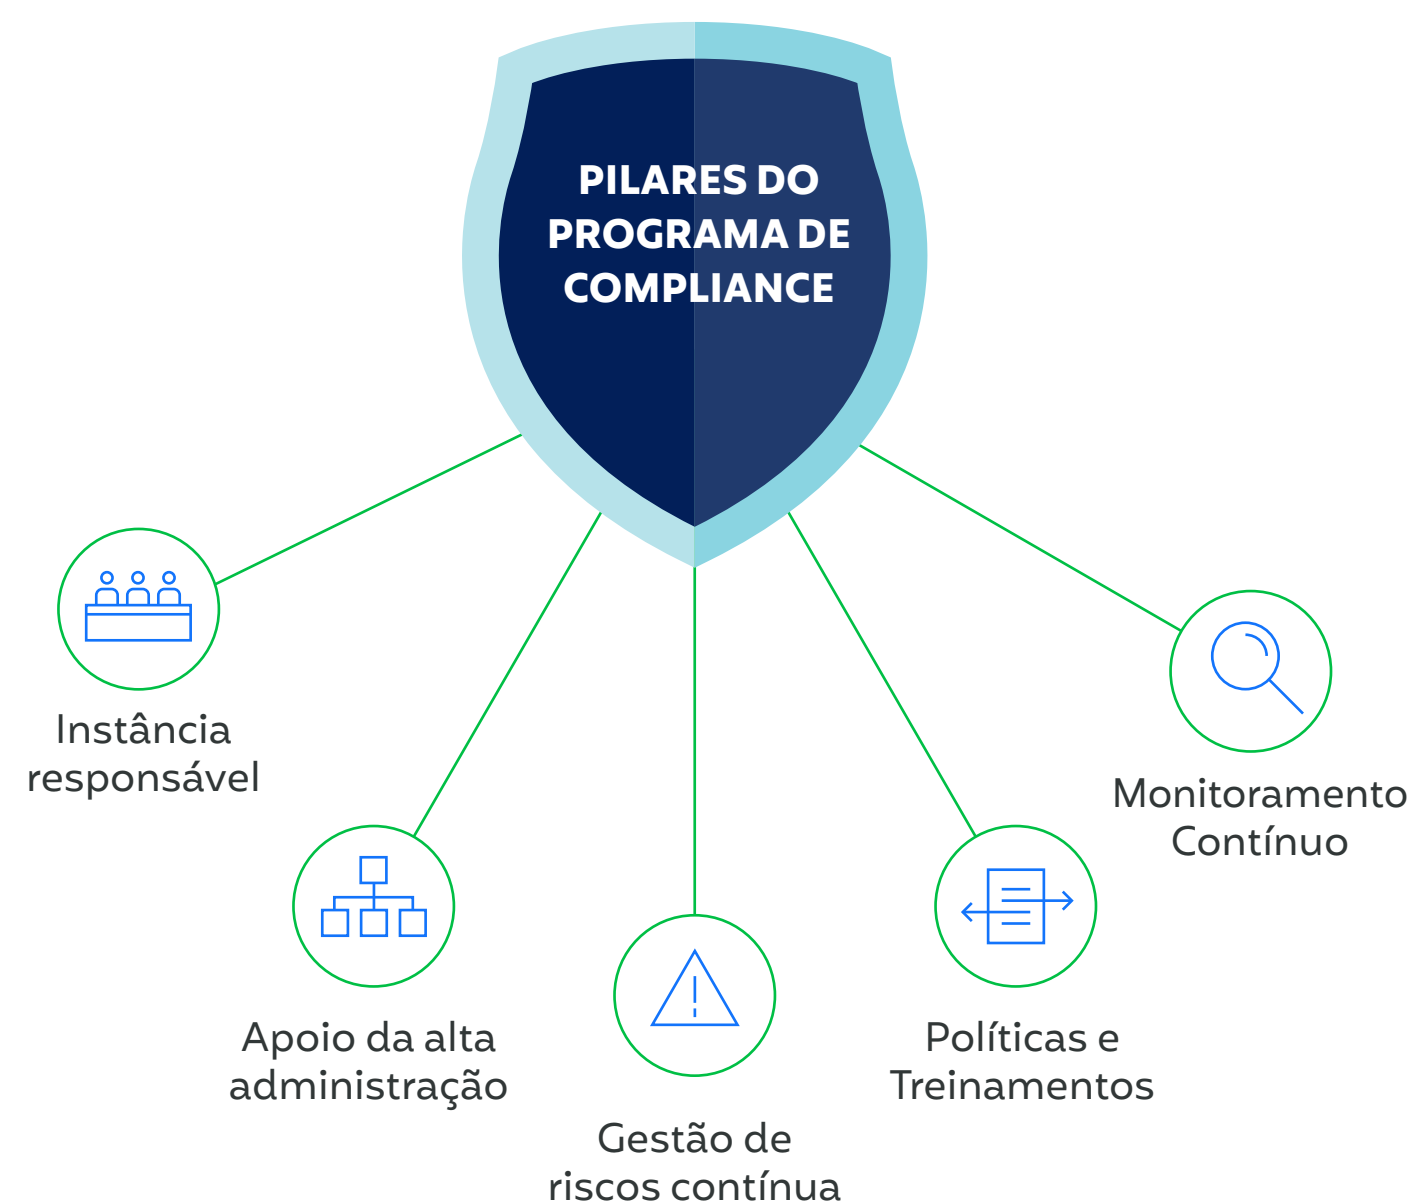 PILARES DO
PROGRAMA DE
COMPLIANCE
Instância
responsável
Apoio da alta
administração
Gestão de
riscos contínua
Políticas e
Treinamentos
Monitoramento
Contínuo